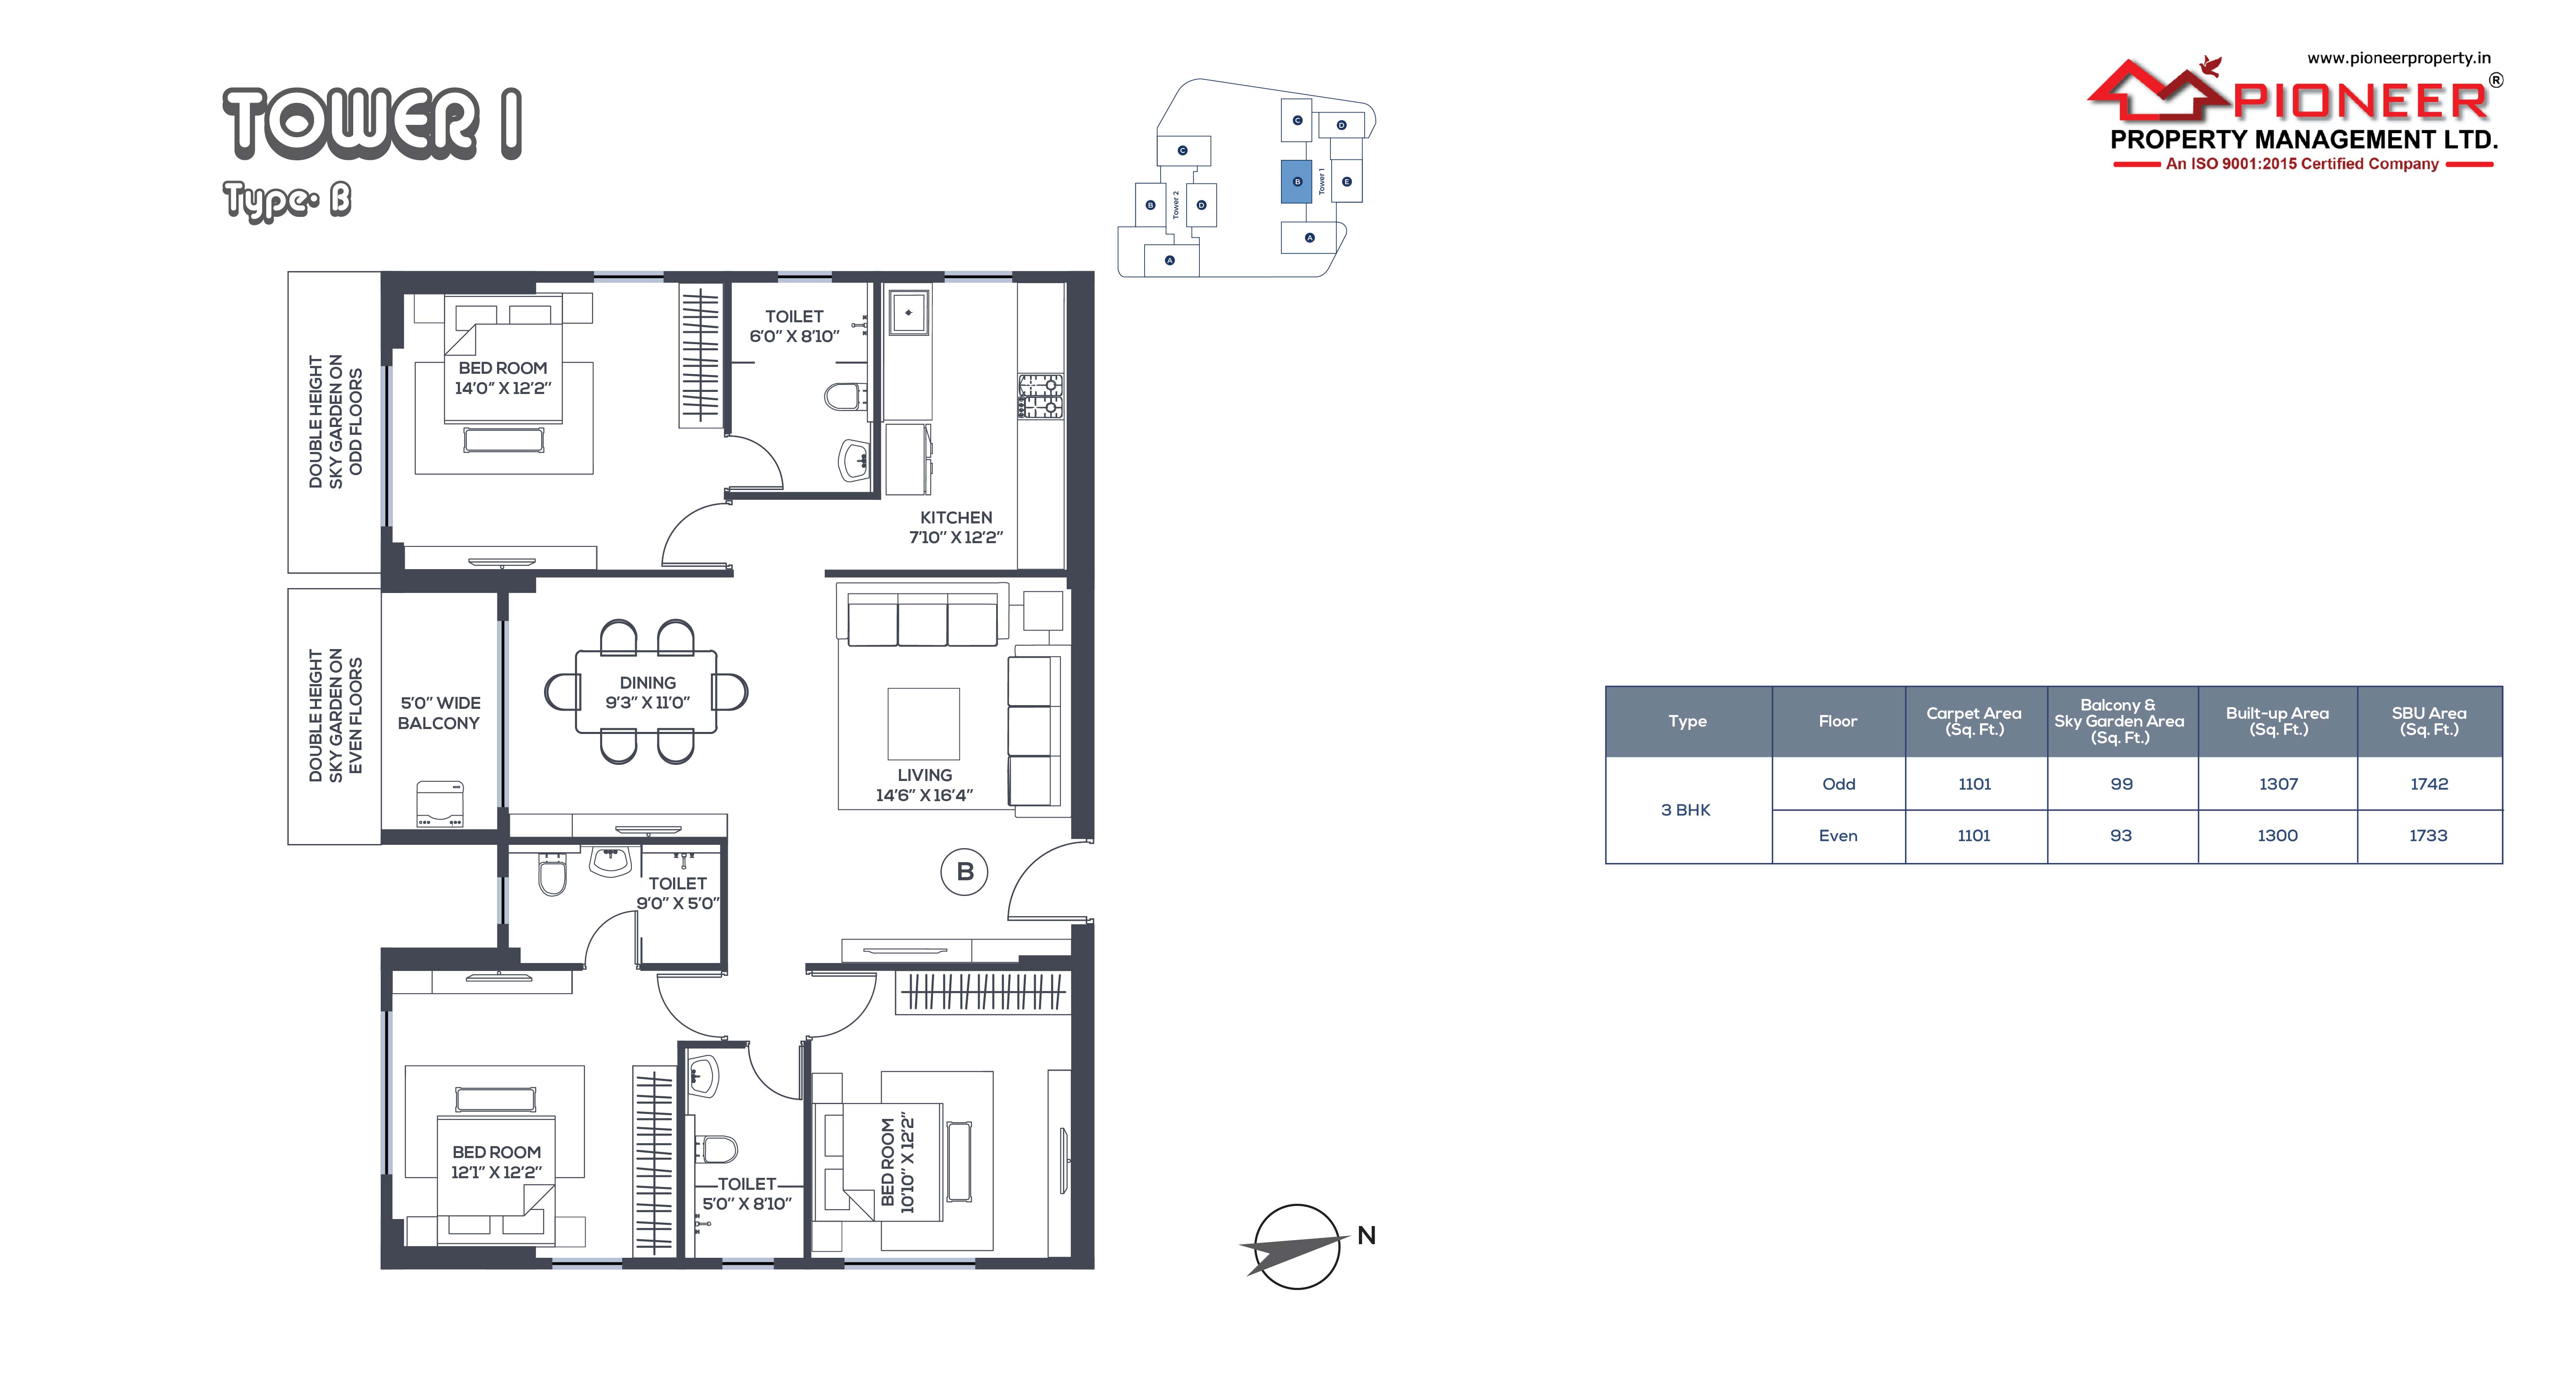 www.pioneerproperty.in
PIONEER®
PROPERTY MANAGEMENT LTD.
An ISO 9001:2015 Certified Company
TOWER 1
Type• B
C
D
B
Tower 1
E
A
C
B
Tower 2
D
A
DOUBLE HEIGHT
SKY GARDEN ON
ODD FLOORS
BED ROOM
14'0" X 12'2"
TOILET
6'0" X 8'10"
KITCHEN
7'10" X 12'2"
DOUBLE HEIGHT
SKY GARDEN ON
EVEN FLOORS
5'0" WIDE
BALCONY
DINING
9'3" X 11'0"
LIVING
14'6" X 16'4"
B
TOILET
9'0" X 5'0"
BED ROOM
12'1" X 12'2"
TOILET
5'0" X 8'10"
BED ROOM
10'10" X 12'2"
N
Type Floor Carpet Area (Sq. Ft.) Balcony & Sky Garden Area (Sq. Ft.) Built-up Area (Sq. Ft.) SBU Area (Sq. Ft.)
3 BHK
Odd 1101 99 1307 1742
Even 1101 93 1300 1733